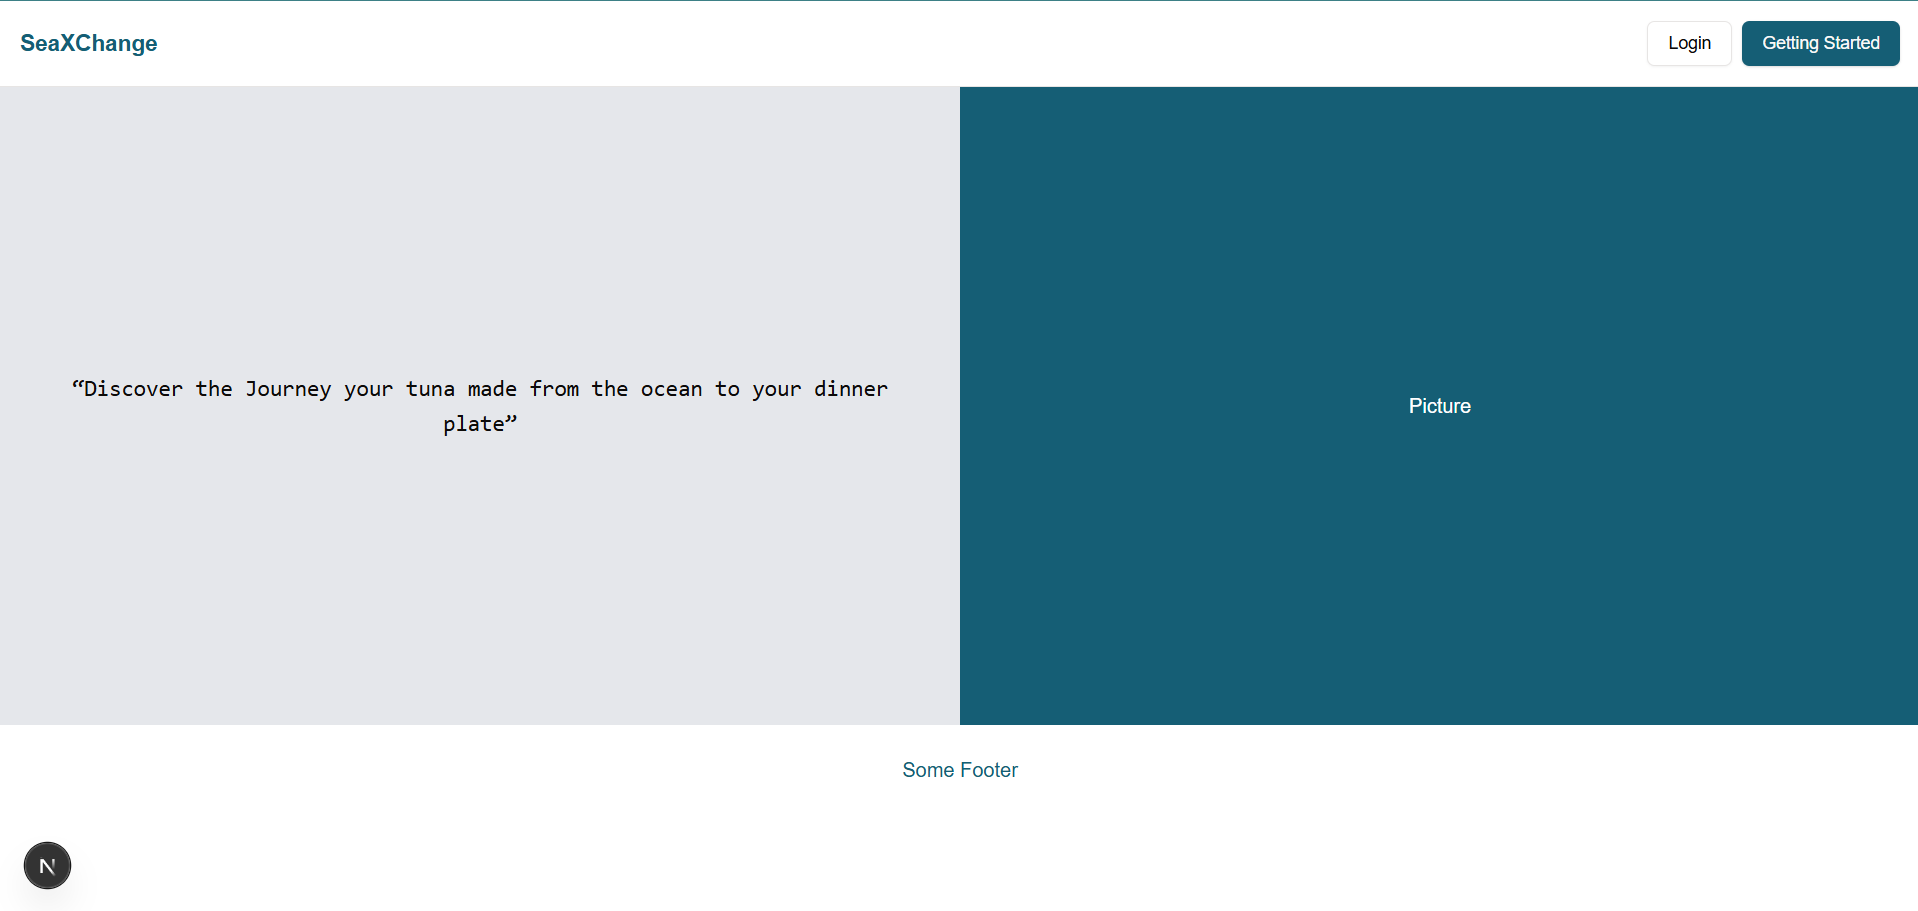 SeaXChange
Login
Getting Started
“Discover the Journey your tuna made from the ocean to your dinner
plate”
Picture
Some Footer
N